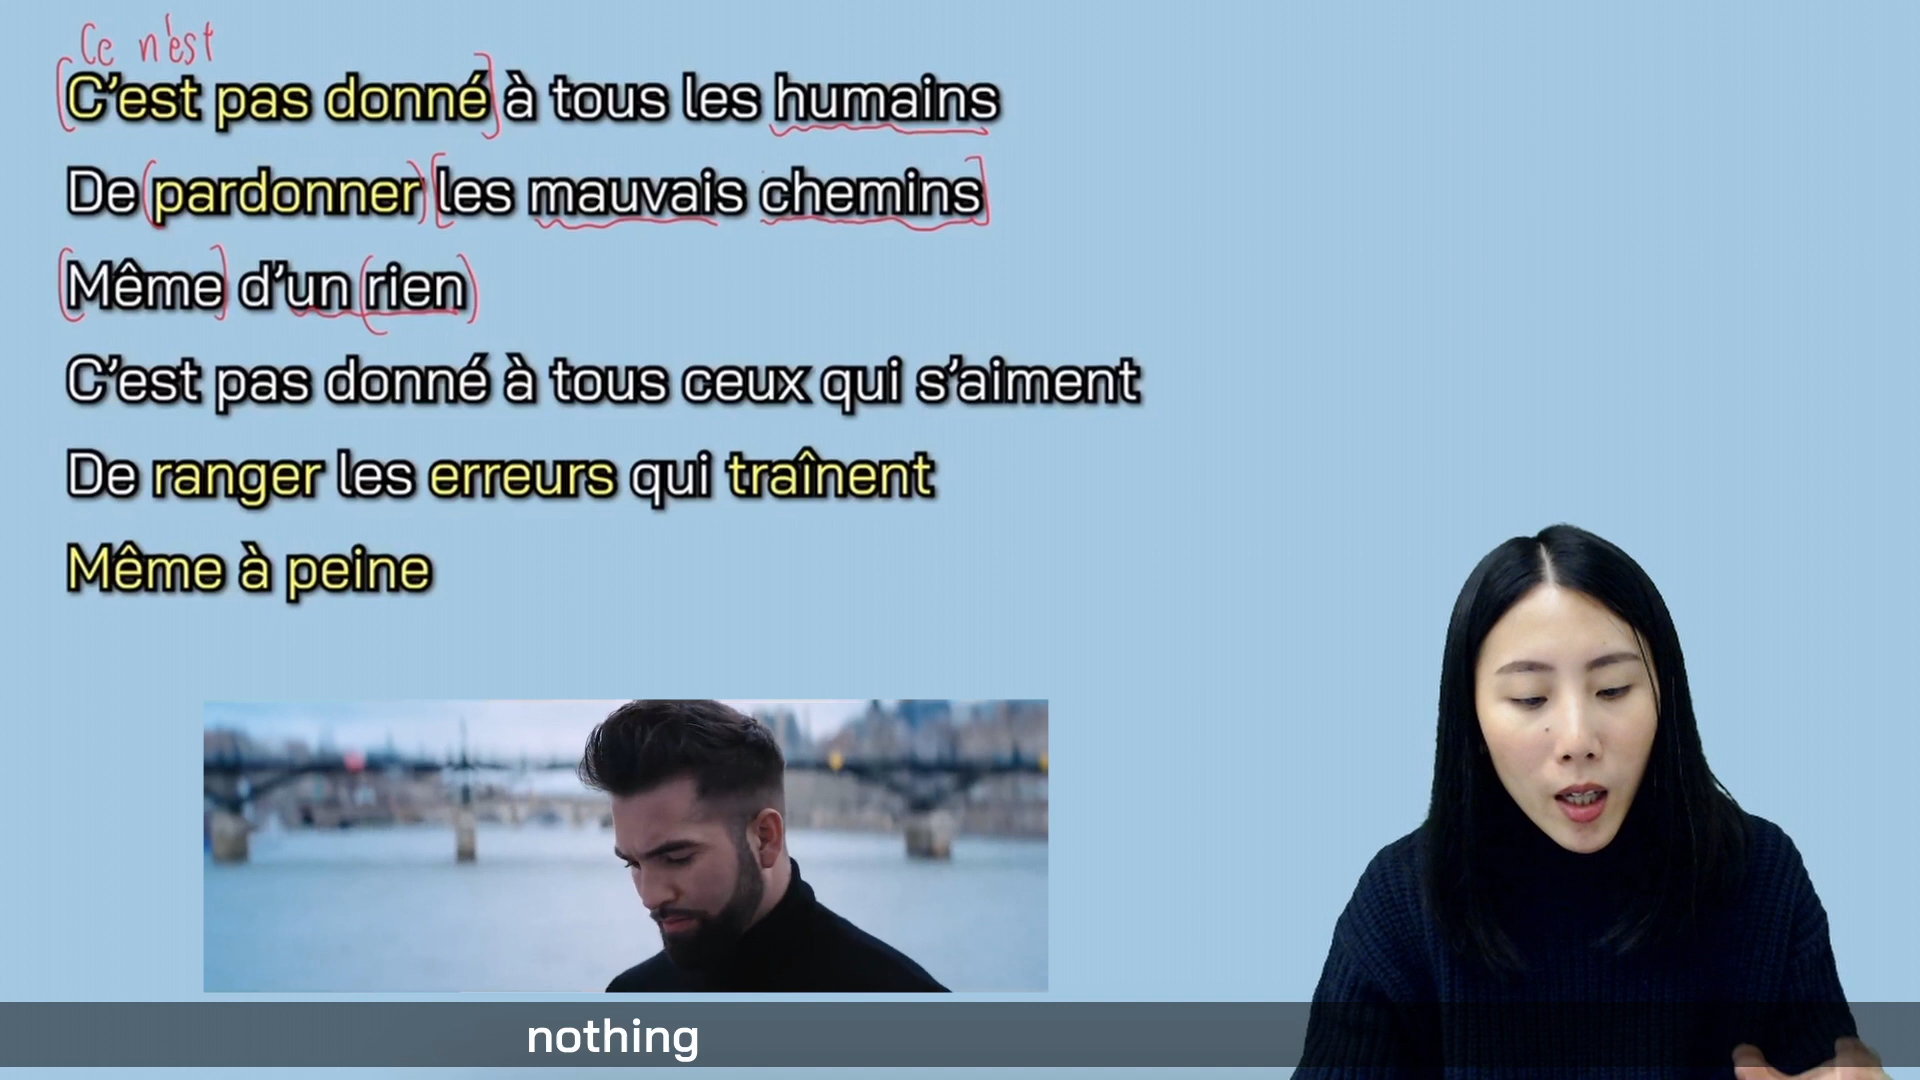 Ce n'est
C'est pas donné à tous les humains
De pardonner les mauvais chemins
Même d'un rien
C'est pas donné à tous ceux qui s'aiment
De ranger les erreurs qui traînent
Même à peine
nothing